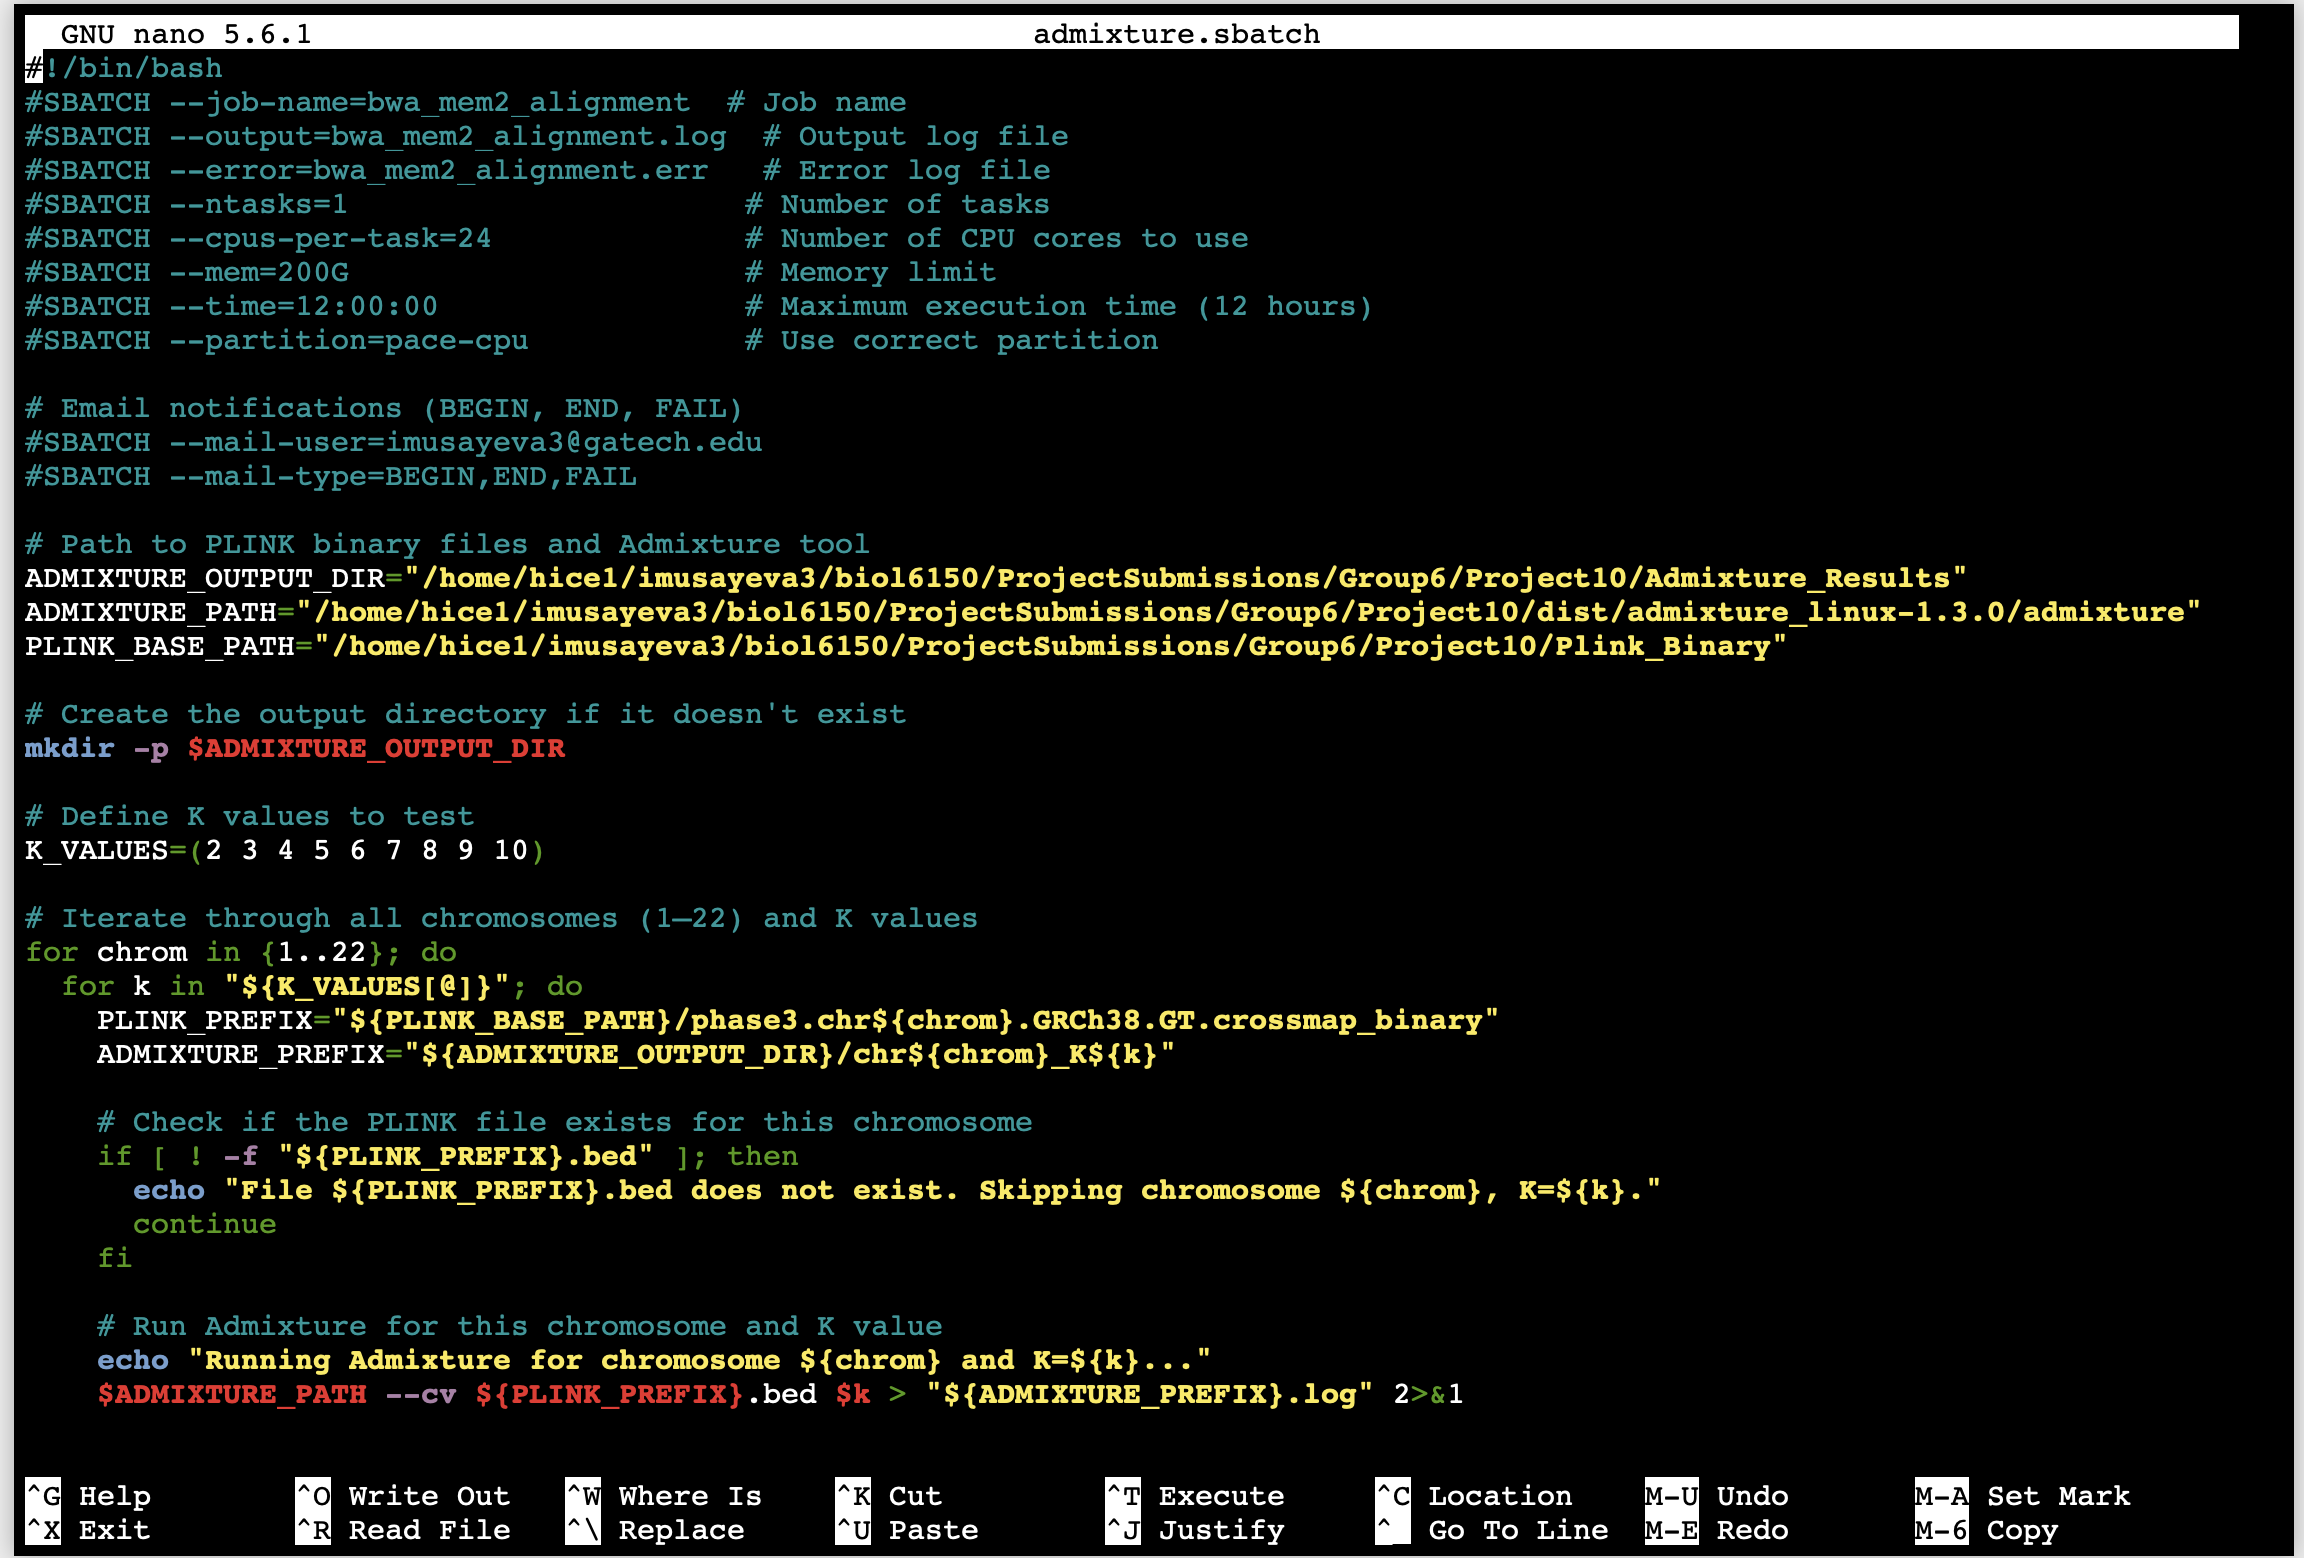 GNU nano 5.6.1 admixture.sbatch
#!/bin/bash
#SBATCH --job-name=bwa_mem2_alignment  # Job name
#SBATCH --output=bwa_mem2_alignment.log  # Output log file
#SBATCH --error=bwa_mem2_alignment.err   # Error log file
#SBATCH --ntasks=1                      # Number of tasks
#SBATCH --cpus-per-task=24              # Number of CPU cores to use
#SBATCH --mem=200G                      # Memory limit
#SBATCH --time=12:00:00                 # Maximum execution time (12 hours)
#SBATCH --partition=pace-cpu            # Use correct partition

# Email notifications (BEGIN, END, FAIL)
#SBATCH --mail-user=imusayeva3@gatech.edu
#SBATCH --mail-type=BEGIN,END,FAIL

# Path to PLINK binary files and Admixture tool
ADMIXTURE_OUTPUT_DIR="/home/hice1/imusayeva3/biol6150/ProjectSubmissions/Group6/Project10/Admixture_Results"
ADMIXTURE_PATH="/home/hice1/imusayeva3/biol6150/ProjectSubmissions/Group6/Project10/dist/admixture_linux-1.3.0/admixture"
PLINK_BASE_PATH="/home/hice1/imusayeva3/biol6150/ProjectSubmissions/Group6/Project10/Plink_Binary"

# Create the output directory if it doesn't exist
mkdir -p $ADMIXTURE_OUTPUT_DIR

# Define K values to test
K_VALUES=(2 3 4 5 6 7 8 9 10)

# Iterate through all chromosomes (1–22) and K values
for chrom in {1..22}; do
  for k in "${K_VALUES[@]}"; do
    PLINK_PREFIX="${PLINK_BASE_PATH}/phase3.chr${chrom}.GRCh38.GT.crossmap_binary"
    ADMIXTURE_PREFIX="${ADMIXTURE_OUTPUT_DIR}/chr${chrom}_K${k}"

    # Check if the PLINK file exists for this chromosome
    if [ ! -f "${PLINK_PREFIX}.bed" ]; then
      echo "File ${PLINK_PREFIX}.bed does not exist. Skipping chromosome ${chrom}, K=${k}."
      continue
    fi

    # Run Admixture for this chromosome and K value
    echo "Running Admixture for chromosome ${chrom} and K=${k}..."
    $ADMIXTURE_PATH --cv ${PLINK_PREFIX}.bed $k > "${ADMIXTURE_PREFIX}.log" 2>&1

^G Help ^O Write Out ^W Where Is ^K Cut ^T Execute ^C Location M-U Undo M-A Set Mark
^X Exit ^R Read File ^\ Replace ^U Paste ^J Justify ^_ Go To Line M-E Redo M-6 Copy